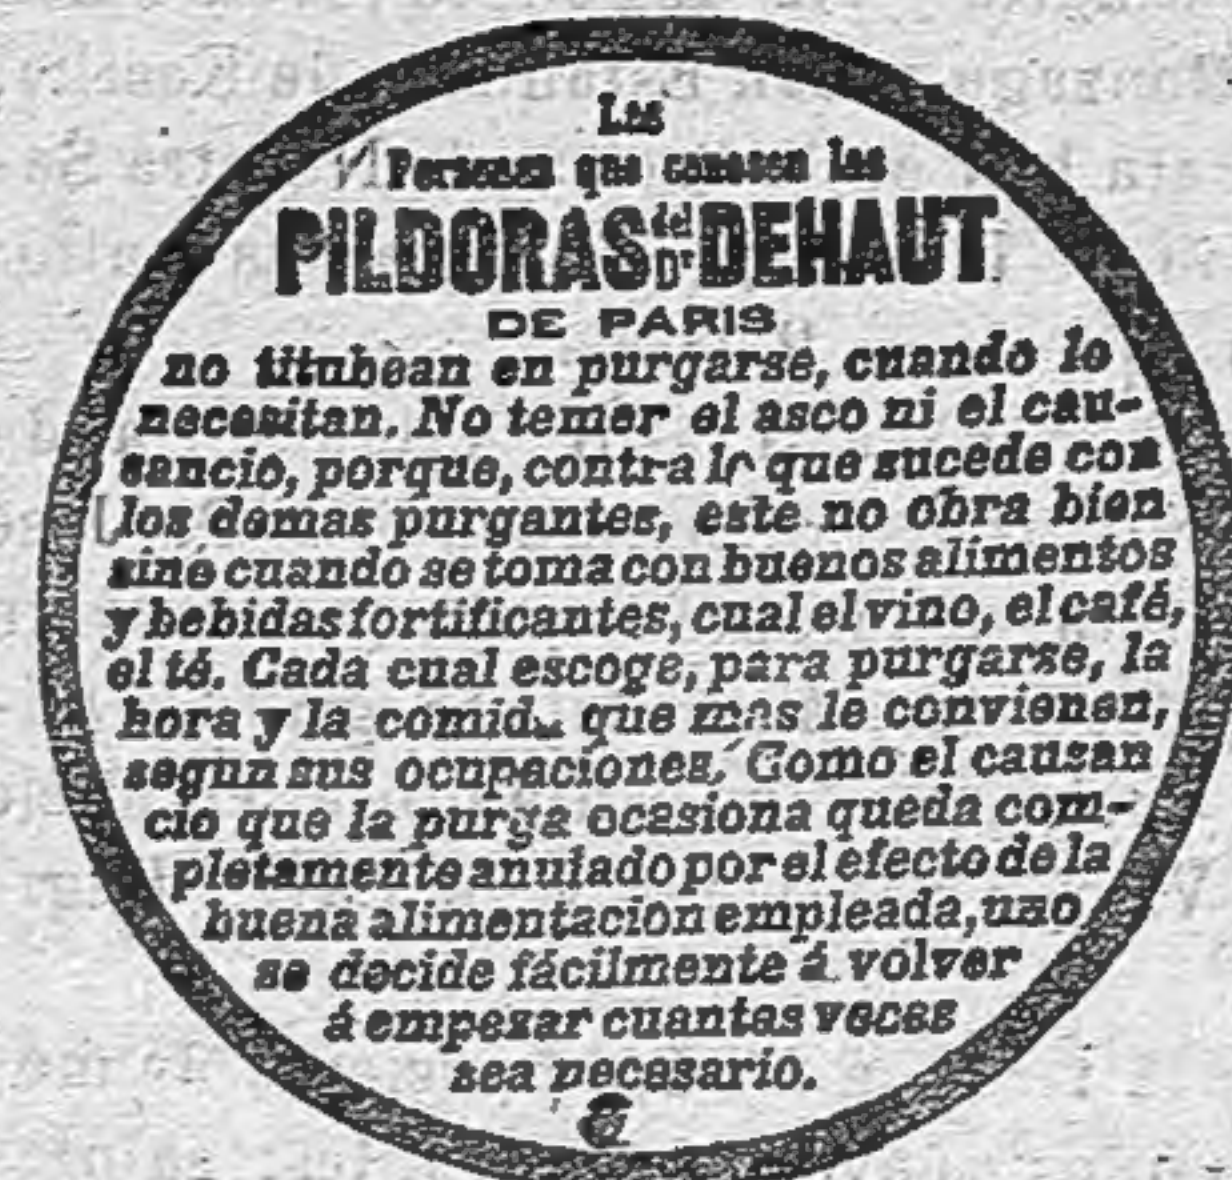 Las
Personas que conocen las
PILDORAS del Dr DEHAUT
DE PARIS
no titubean en purgarse, cuando lo
necesitan. No temer el asco ni el cau-
sancio, porque, contra lo que sucede con
los demas purgantes, este no obra bien
sinó cuando se toma con buenos alimentos
y bebidas fortificantes, cual el vino, el café,
el té. Cada cual escoge, para purgarse, la
hora y la comida que mas le convienen,
segun sus ocupaciones. Como el causan
cio que la purga ocasiona queda com-
pletamente anulado por el efecto de la
buena alimentacion empleada, uno
se decide fácilmente á volver
á empezar cuantas veces
sea necesario.